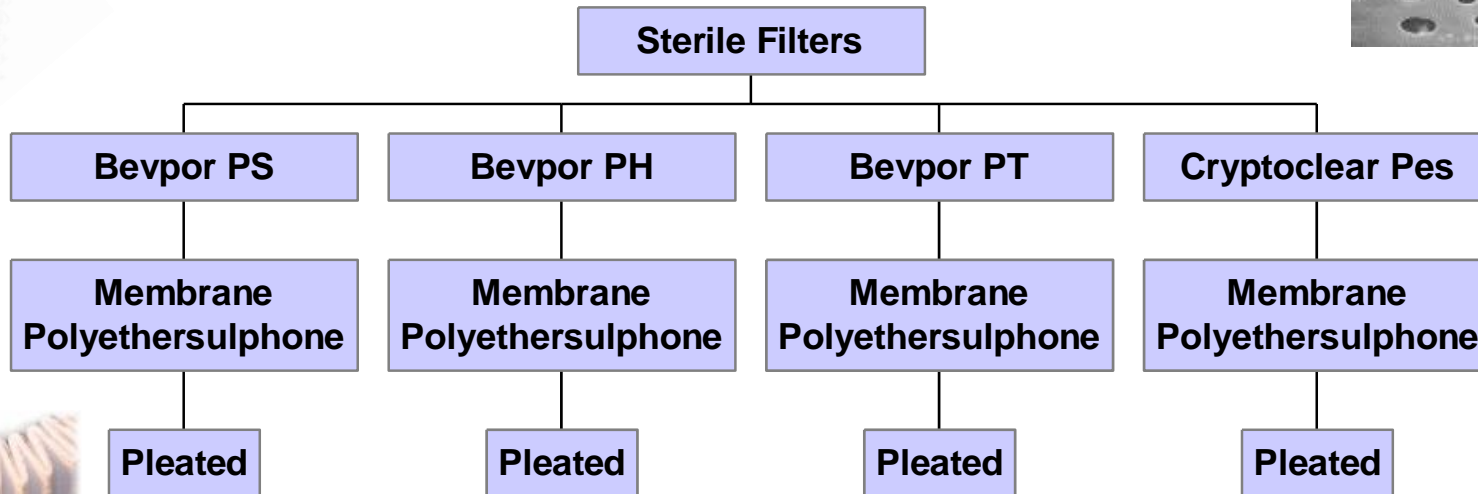 Sterile Filters
Bevpor PS
Bevpor PH
Bevpor PT
Cryptoclear Pes
Membrane
Polyethersulphone
Membrane
Polyethersulphone
Membrane
Polyethersulphone
Membrane
Polyethersulphone
Pleated
Pleated
Pleated
Pleated